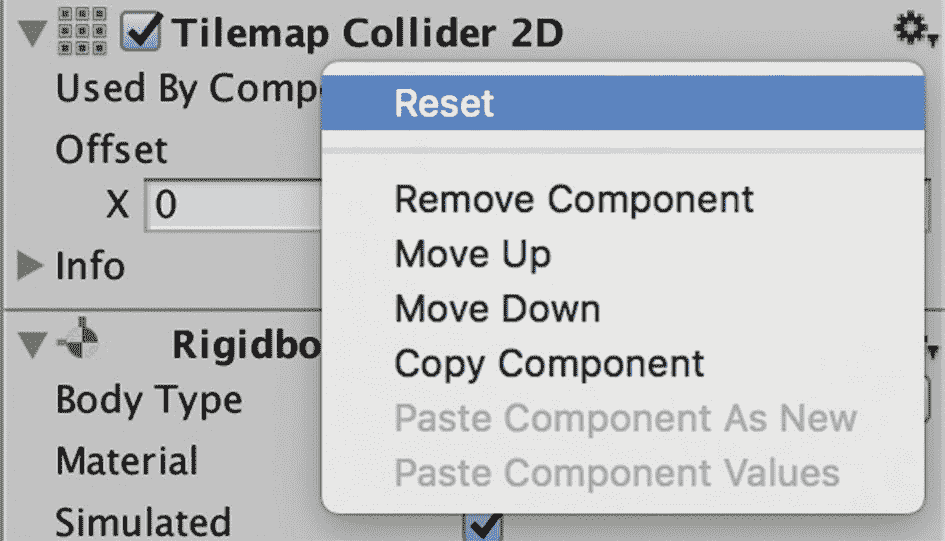 Tilemap Collider 2D
Used By Comp
Reset
Offset
X 0
Remove Component
Move Up
Info
Move Down
Rigidbo
Copy Component
Body Type
Paste Component As New
Material
Paste Component Values
Simulated